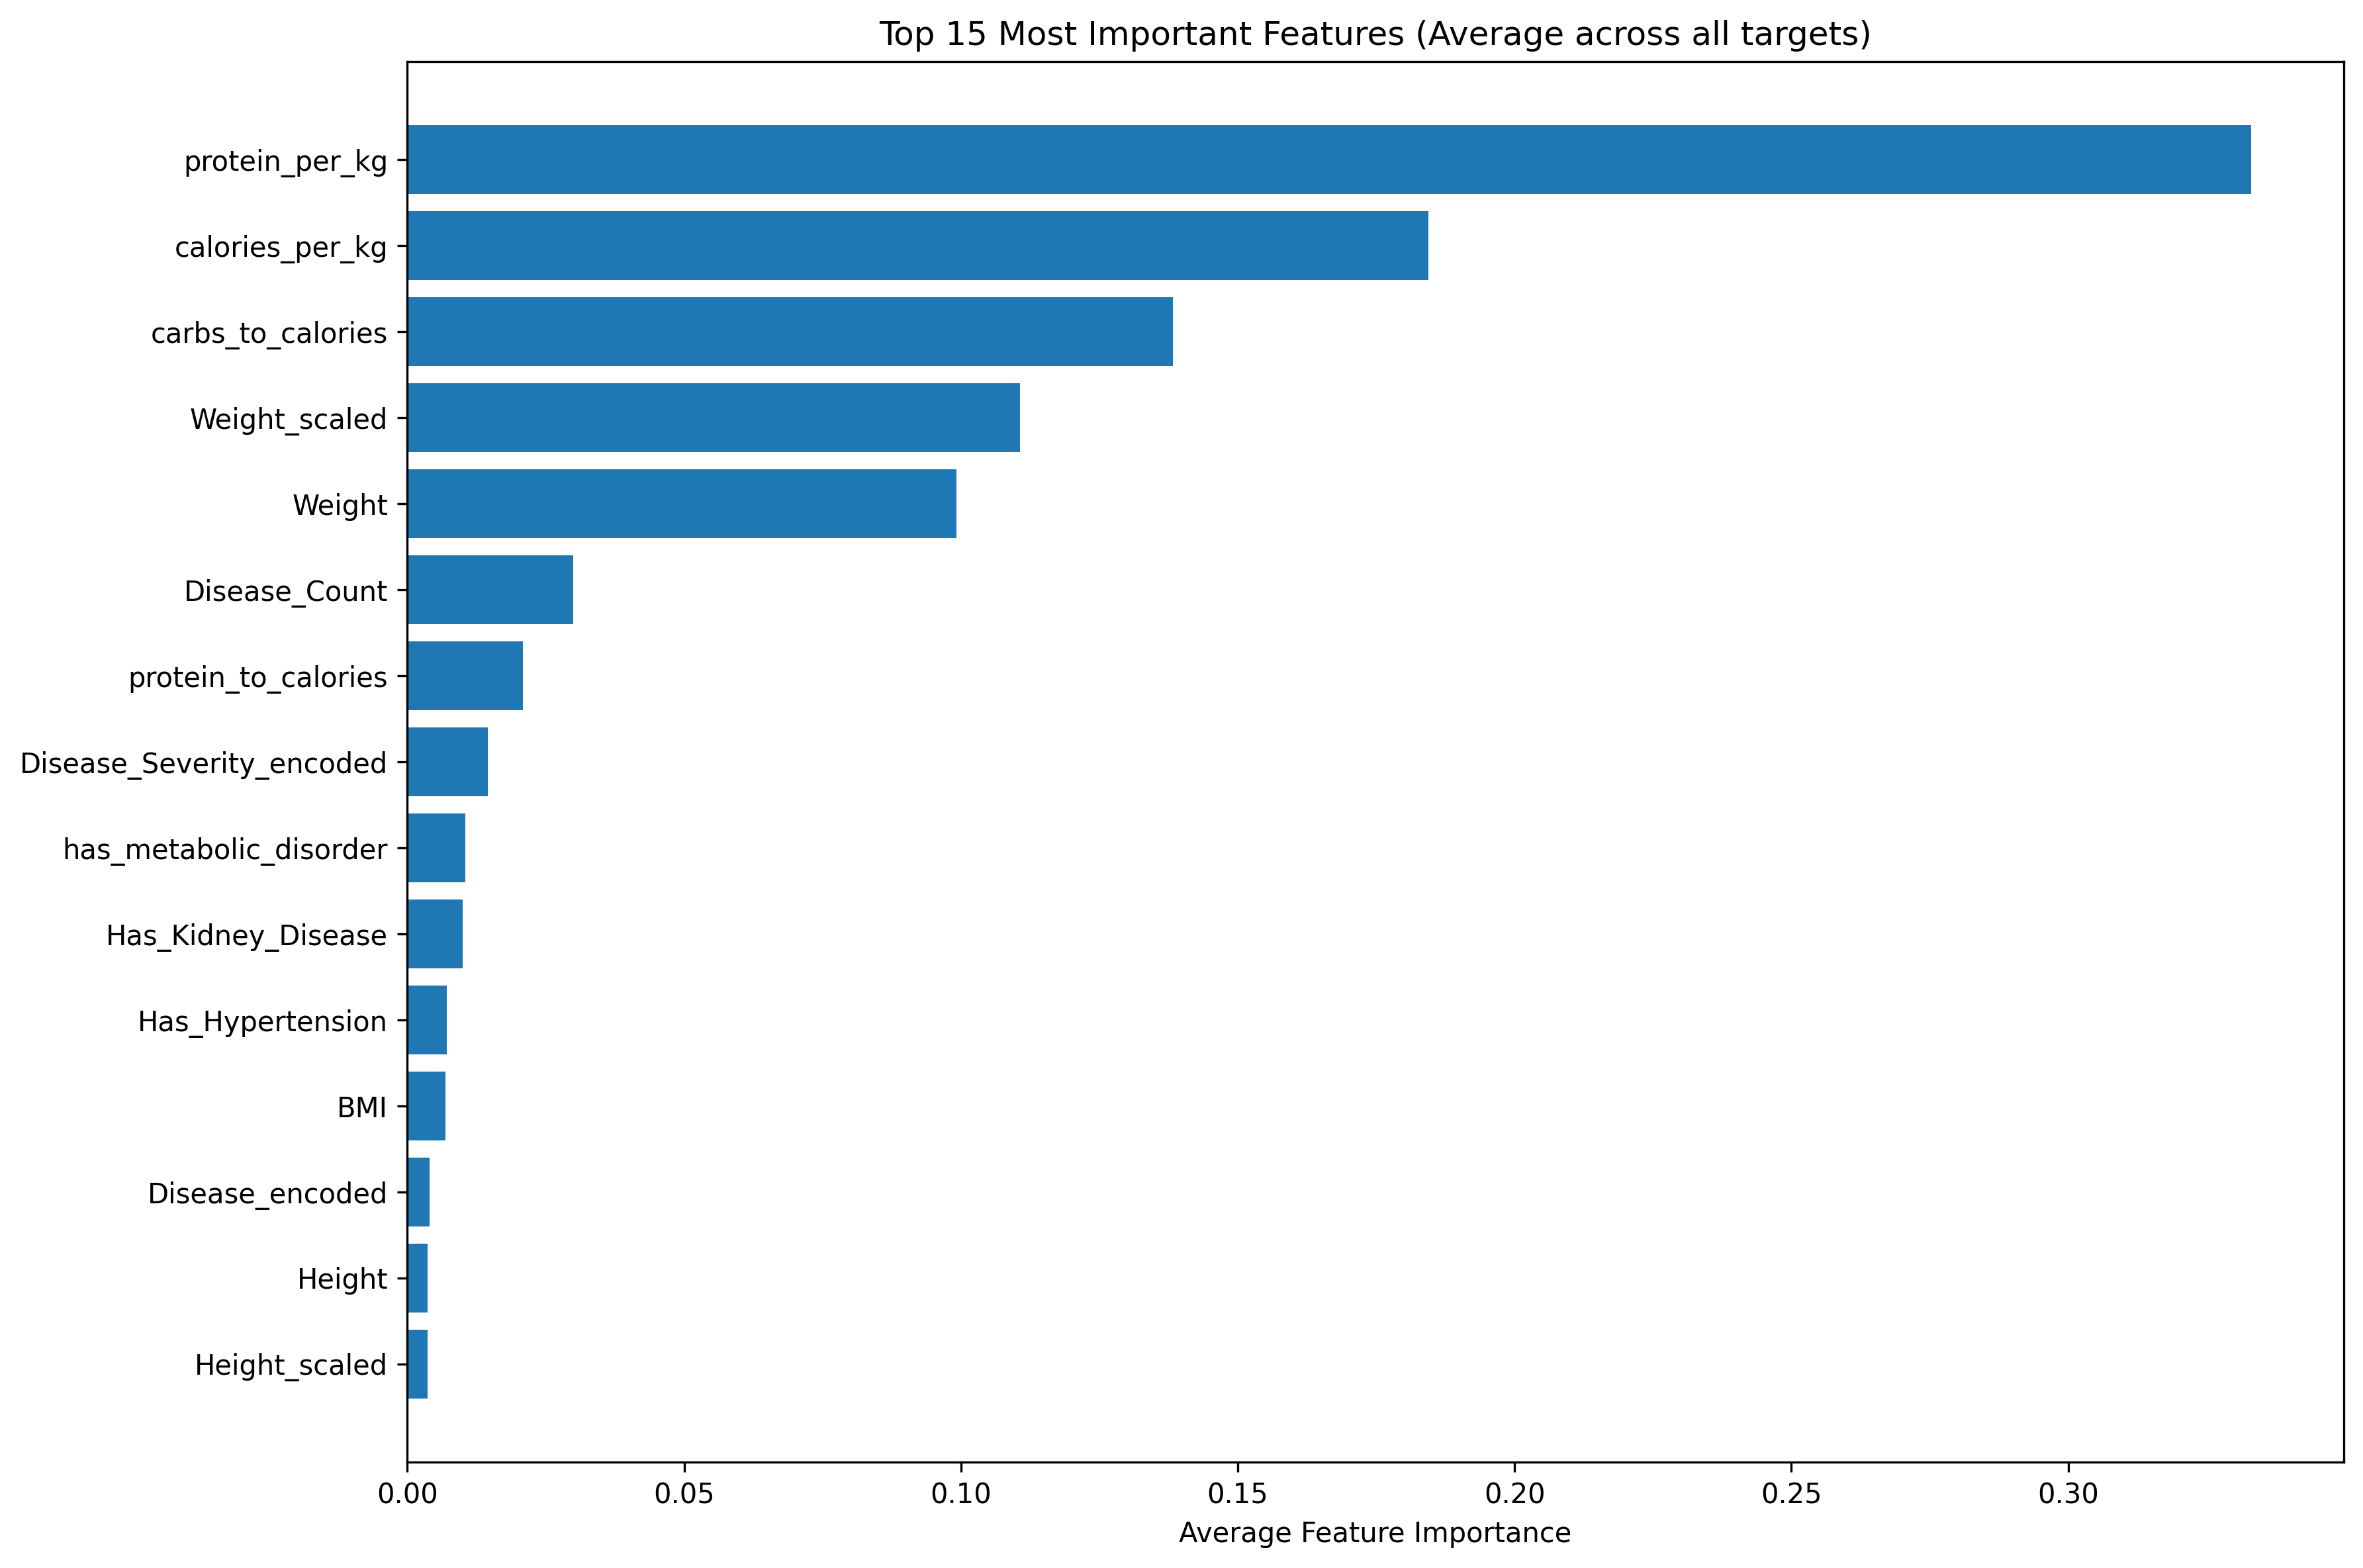 Top 15 Most Important Features (Average across all targets)
protein_per_kg
calories_per_kg
carbs_to_calories
Weight_scaled
Weight
Disease_Count
protein_to_calories
Disease_Severity_encoded
has_metabolic_disorder
Has_Kidney_Disease
Has_Hypertension
BMI
Disease_encoded
Height
Height_scaled
0.00 0.05 0.10 0.15 0.20 0.25 0.30
Average Feature Importance